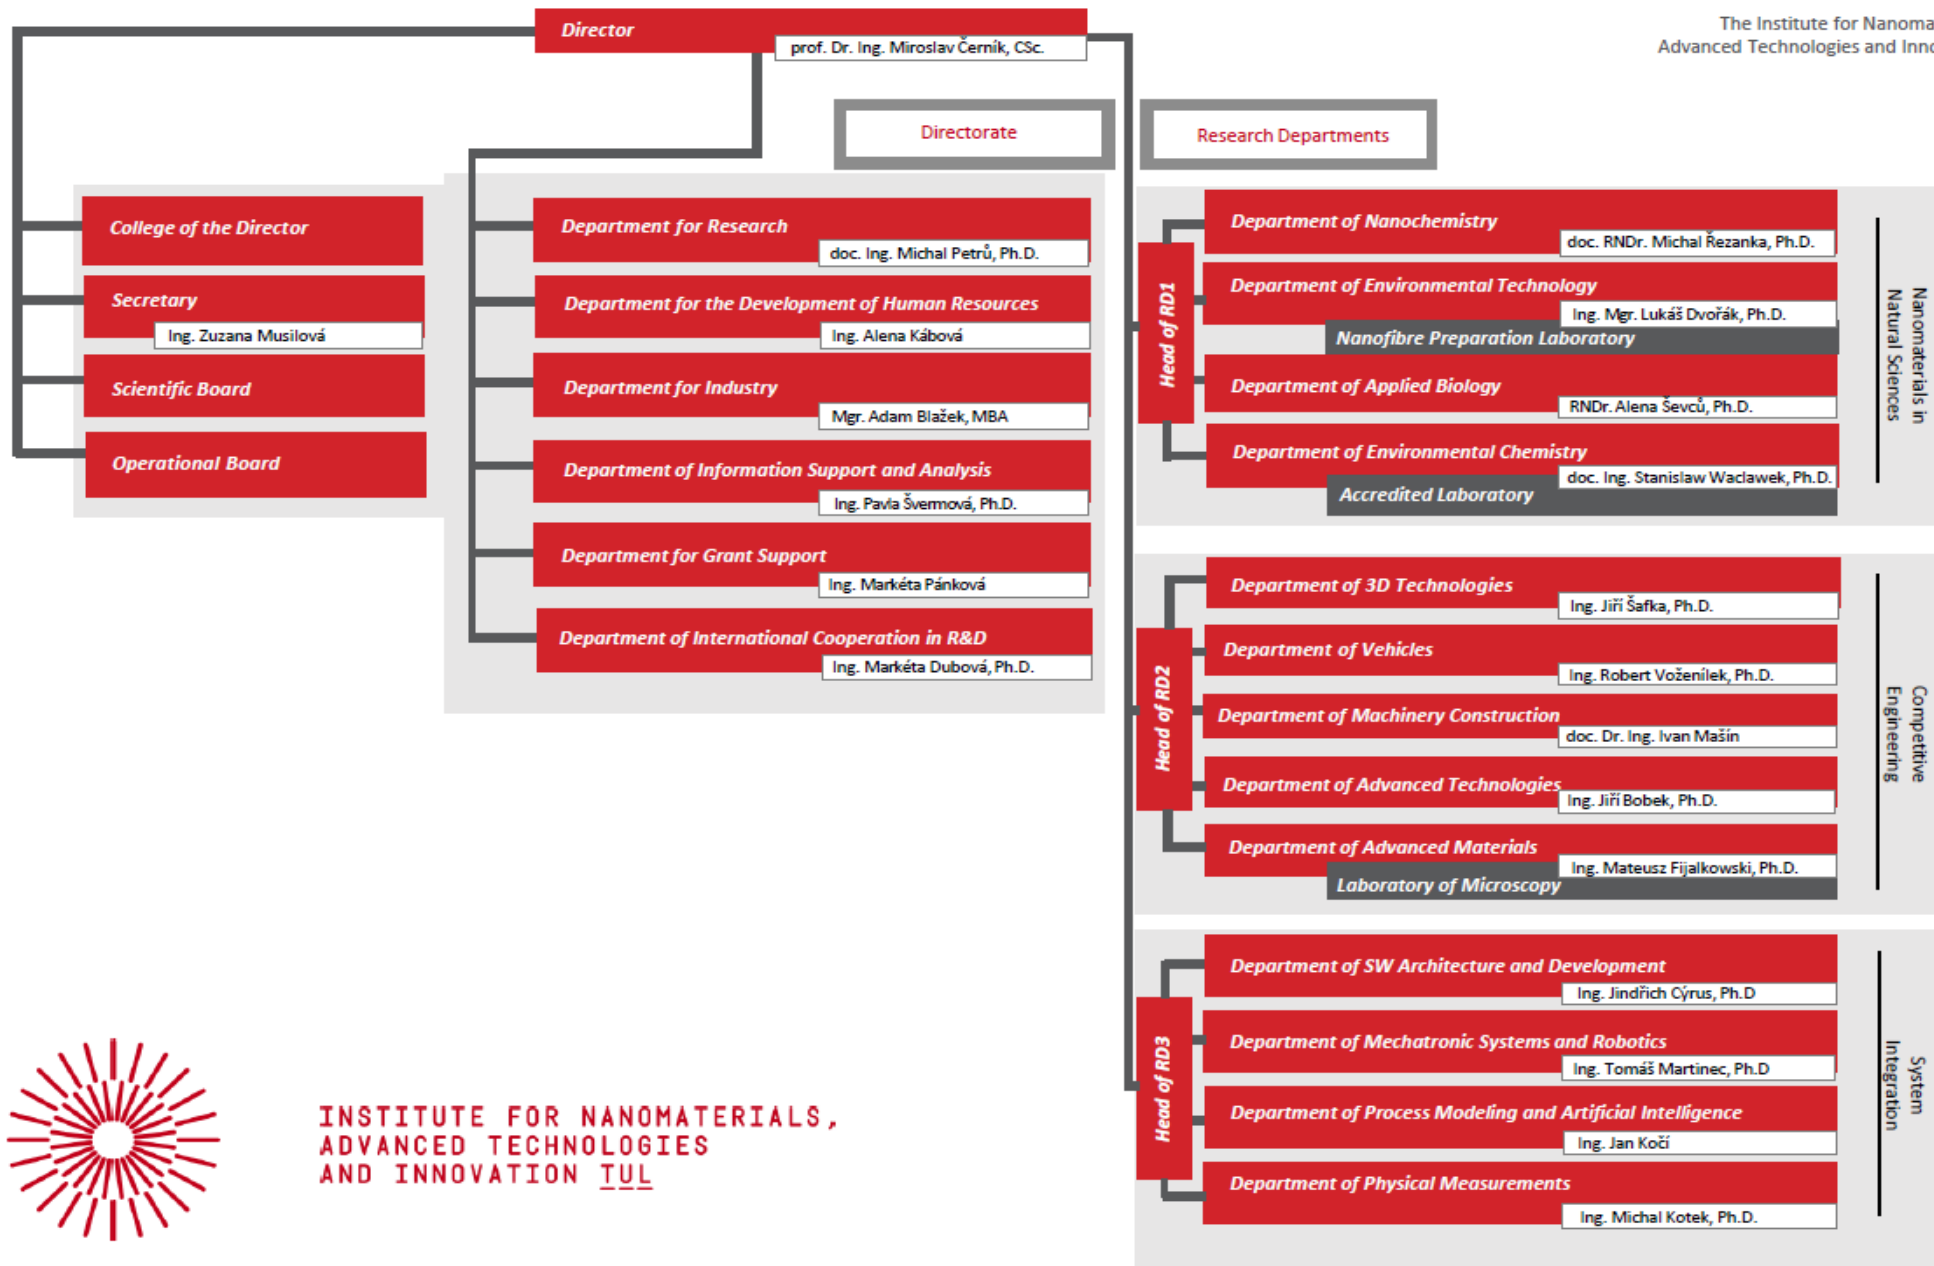 The Institute for Nanoma
Advanced Technologies and Inno
Director
prof. Dr. Ing. Miroslav Černík, CSc.
Directorate
Research Departments
College of the Director
Secretary
Ing. Zuzana Musilová
Scientific Board
Operational Board
Department for Research
doc. Ing. Michal Petrů, Ph.D.
Department for the Development of Human Resources
Ing. Alena Kábová
Department for Industry
Mgr. Adam Blažek, MBA
Department of Information Support and Analysis
Ing. Pavla Švermová, Ph.D.
Department for Grant Support
Ing. Markéta Pánková
Department of International Cooperation in R&D
Ing. Markéta Dubová, Ph.D.
Head of RD1
Department of Nanochemistry
doc. RNDr. Michal Řezanka, Ph.D.
Department of Environmental Technology
Ing. Mgr. Lukáš Dvořák, Ph.D.
Nanofibre Preparation Laboratory
Department of Applied Biology
RNDr. Alena Ševců, Ph.D.
Department of Environmental Chemistry
doc. Ing. Stanislaw Waclawek, Ph.D.
Accredited Laboratory
Nanomaterials in
Natural Sciences
Head of RD2
Department of 3D Technologies
Ing. Jiří Šafka, Ph.D.
Department of Vehicles
Ing. Robert Voženílek, Ph.D.
Department of Machinery Construction
doc. Dr. Ing. Ivan Mašín
Department of Advanced Technologies
Ing. Jiří Bobek, Ph.D.
Department of Advanced Materials
Ing. Mateusz Fijalkowski, Ph.D.
Laboratory of Microscopy
Competitive
Engineering
Head of RD3
Department of SW Architecture and Development
Ing. Jindřich Cýrus, Ph.D
Department of Mechatronic Systems and Robotics
Ing. Tomáš Martinec, Ph.D
Department of Process Modeling and Artificial Intelligence
Ing. Jan Kočí
Department of Physical Measurements
Ing. Michal Kotek, Ph.D.
System
Integration
INSTITUTE FOR NANOMATERIALS,
ADVANCED TECHNOLOGIES
AND INNOVATION TUL